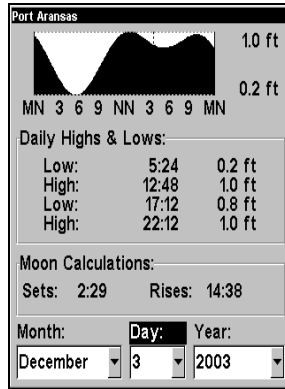 Port Aransas
1.0 ft
0.2 ft
MN 3 6 9 NN 3 6 9 MN
Daily Highs & Lows:
Low: 5:24 0.2 ft
High: 12:48 1.0 ft
Low: 17:12 0.8 ft
High: 22:12 1.0 ft
Moon Calculations:
Sets: 2:29 Rises: 14:38
Month: Day: Year:
December 3 2003